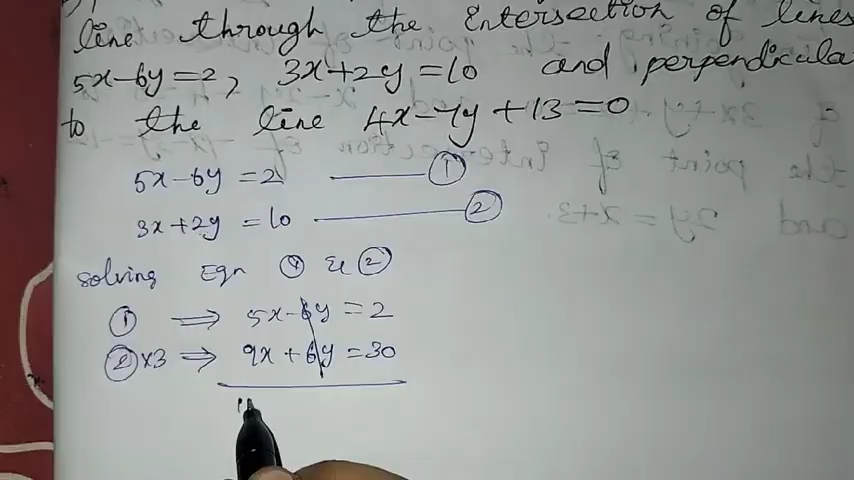 line through the intersection of lines
5x-6y=2, 3x+2y=10 and perpendicula
to the line 4x-7y+13=0
5x-6y=2 ①
3x+2y=10 ②
solving Eqn ① & ②
① ⟹ 5x-6y=2
②x3 ⟹ 9x+6y=30